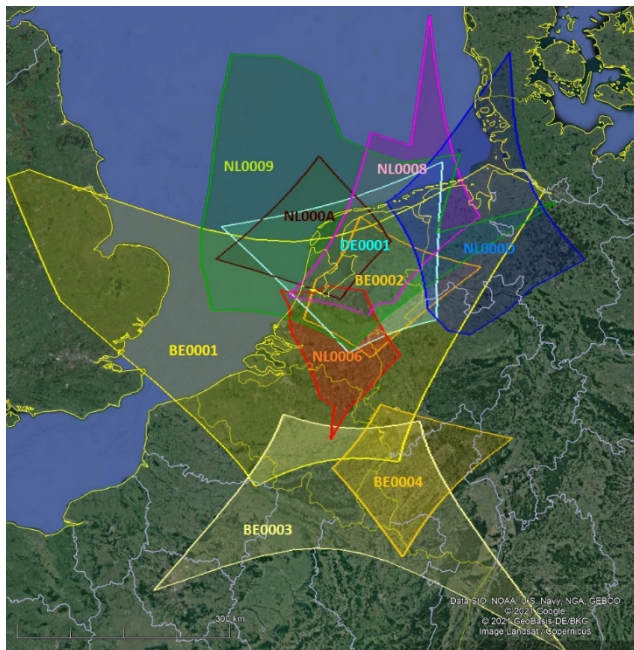 NL0009
NL0008
NL000A
DE0001
NL000D
BE0002
BE0001
NL0006
BE0004
BE0003
300 km
Data SIO, NOAA, U.S. Navy, NGA, GEBCO
© 2021 Google
© 2021 GeoBasis-DE/BKG
Image Landsat / Copernicus